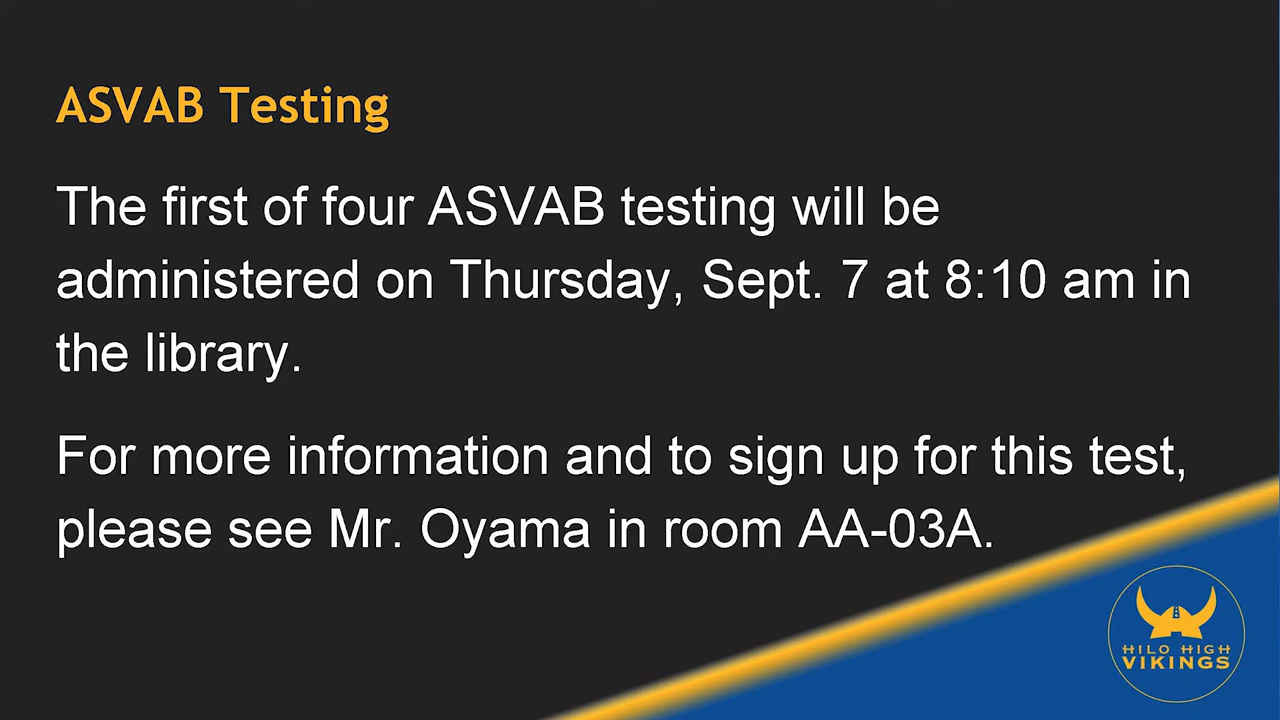 ASVAB Testing
The first of four ASVAB testing will be
administered on Thursday, Sept. 7 at 8:10 am in
the library.
For more information and to sign up for this test,
please see Mr. Oyama in room AA-03A.
HILO HIGH
VIKINGS